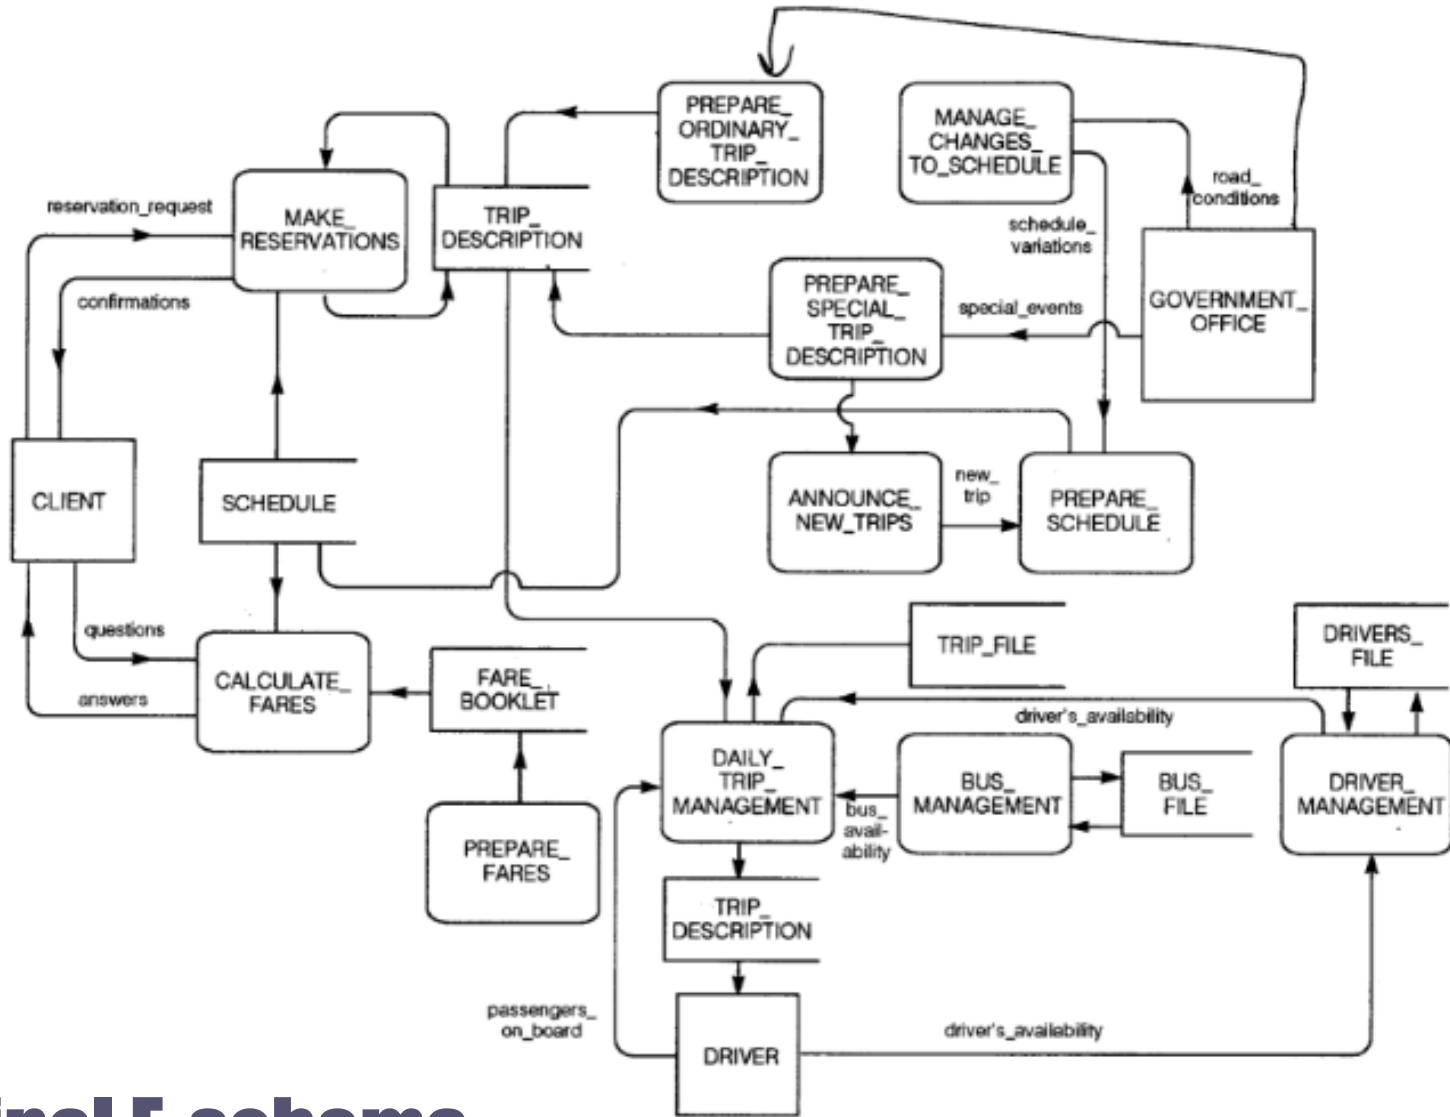 PREPARE_
ORDINARY_
TRIP_
DESCRIPTION
MANAGE_
CHANGES_
TO_SCHEDULE
road_
conditions
reservation_request
MAKE_
RESERVATIONS
TRIP_
DESCRIPTION
schedule_
variations
confirmations
PREPARE_
SPECIAL_
TRIP_
DESCRIPTION
special_events
GOVERNMENT_
OFFICE
CLIENT
SCHEDULE
ANNOUNCE_
NEW_TRIPS
new_
trip
PREPARE_
SCHEDULE
questions
answers
CALCULATE_
FARES
FARE_
BOOKLET
TRIP_FILE
DRIVERS_
FILE
driver's_availability
DAILY_
TRIP_
MANAGEMENT
bus_
avail-
ability
BUS_
MANAGEMENT
BUS_
FILE
DRIVER_
MANAGEMENT
PREPARE_
FARES
TRIP_
DESCRIPTION
passengers_
on_board
DRIVER
driver's_availability
schema